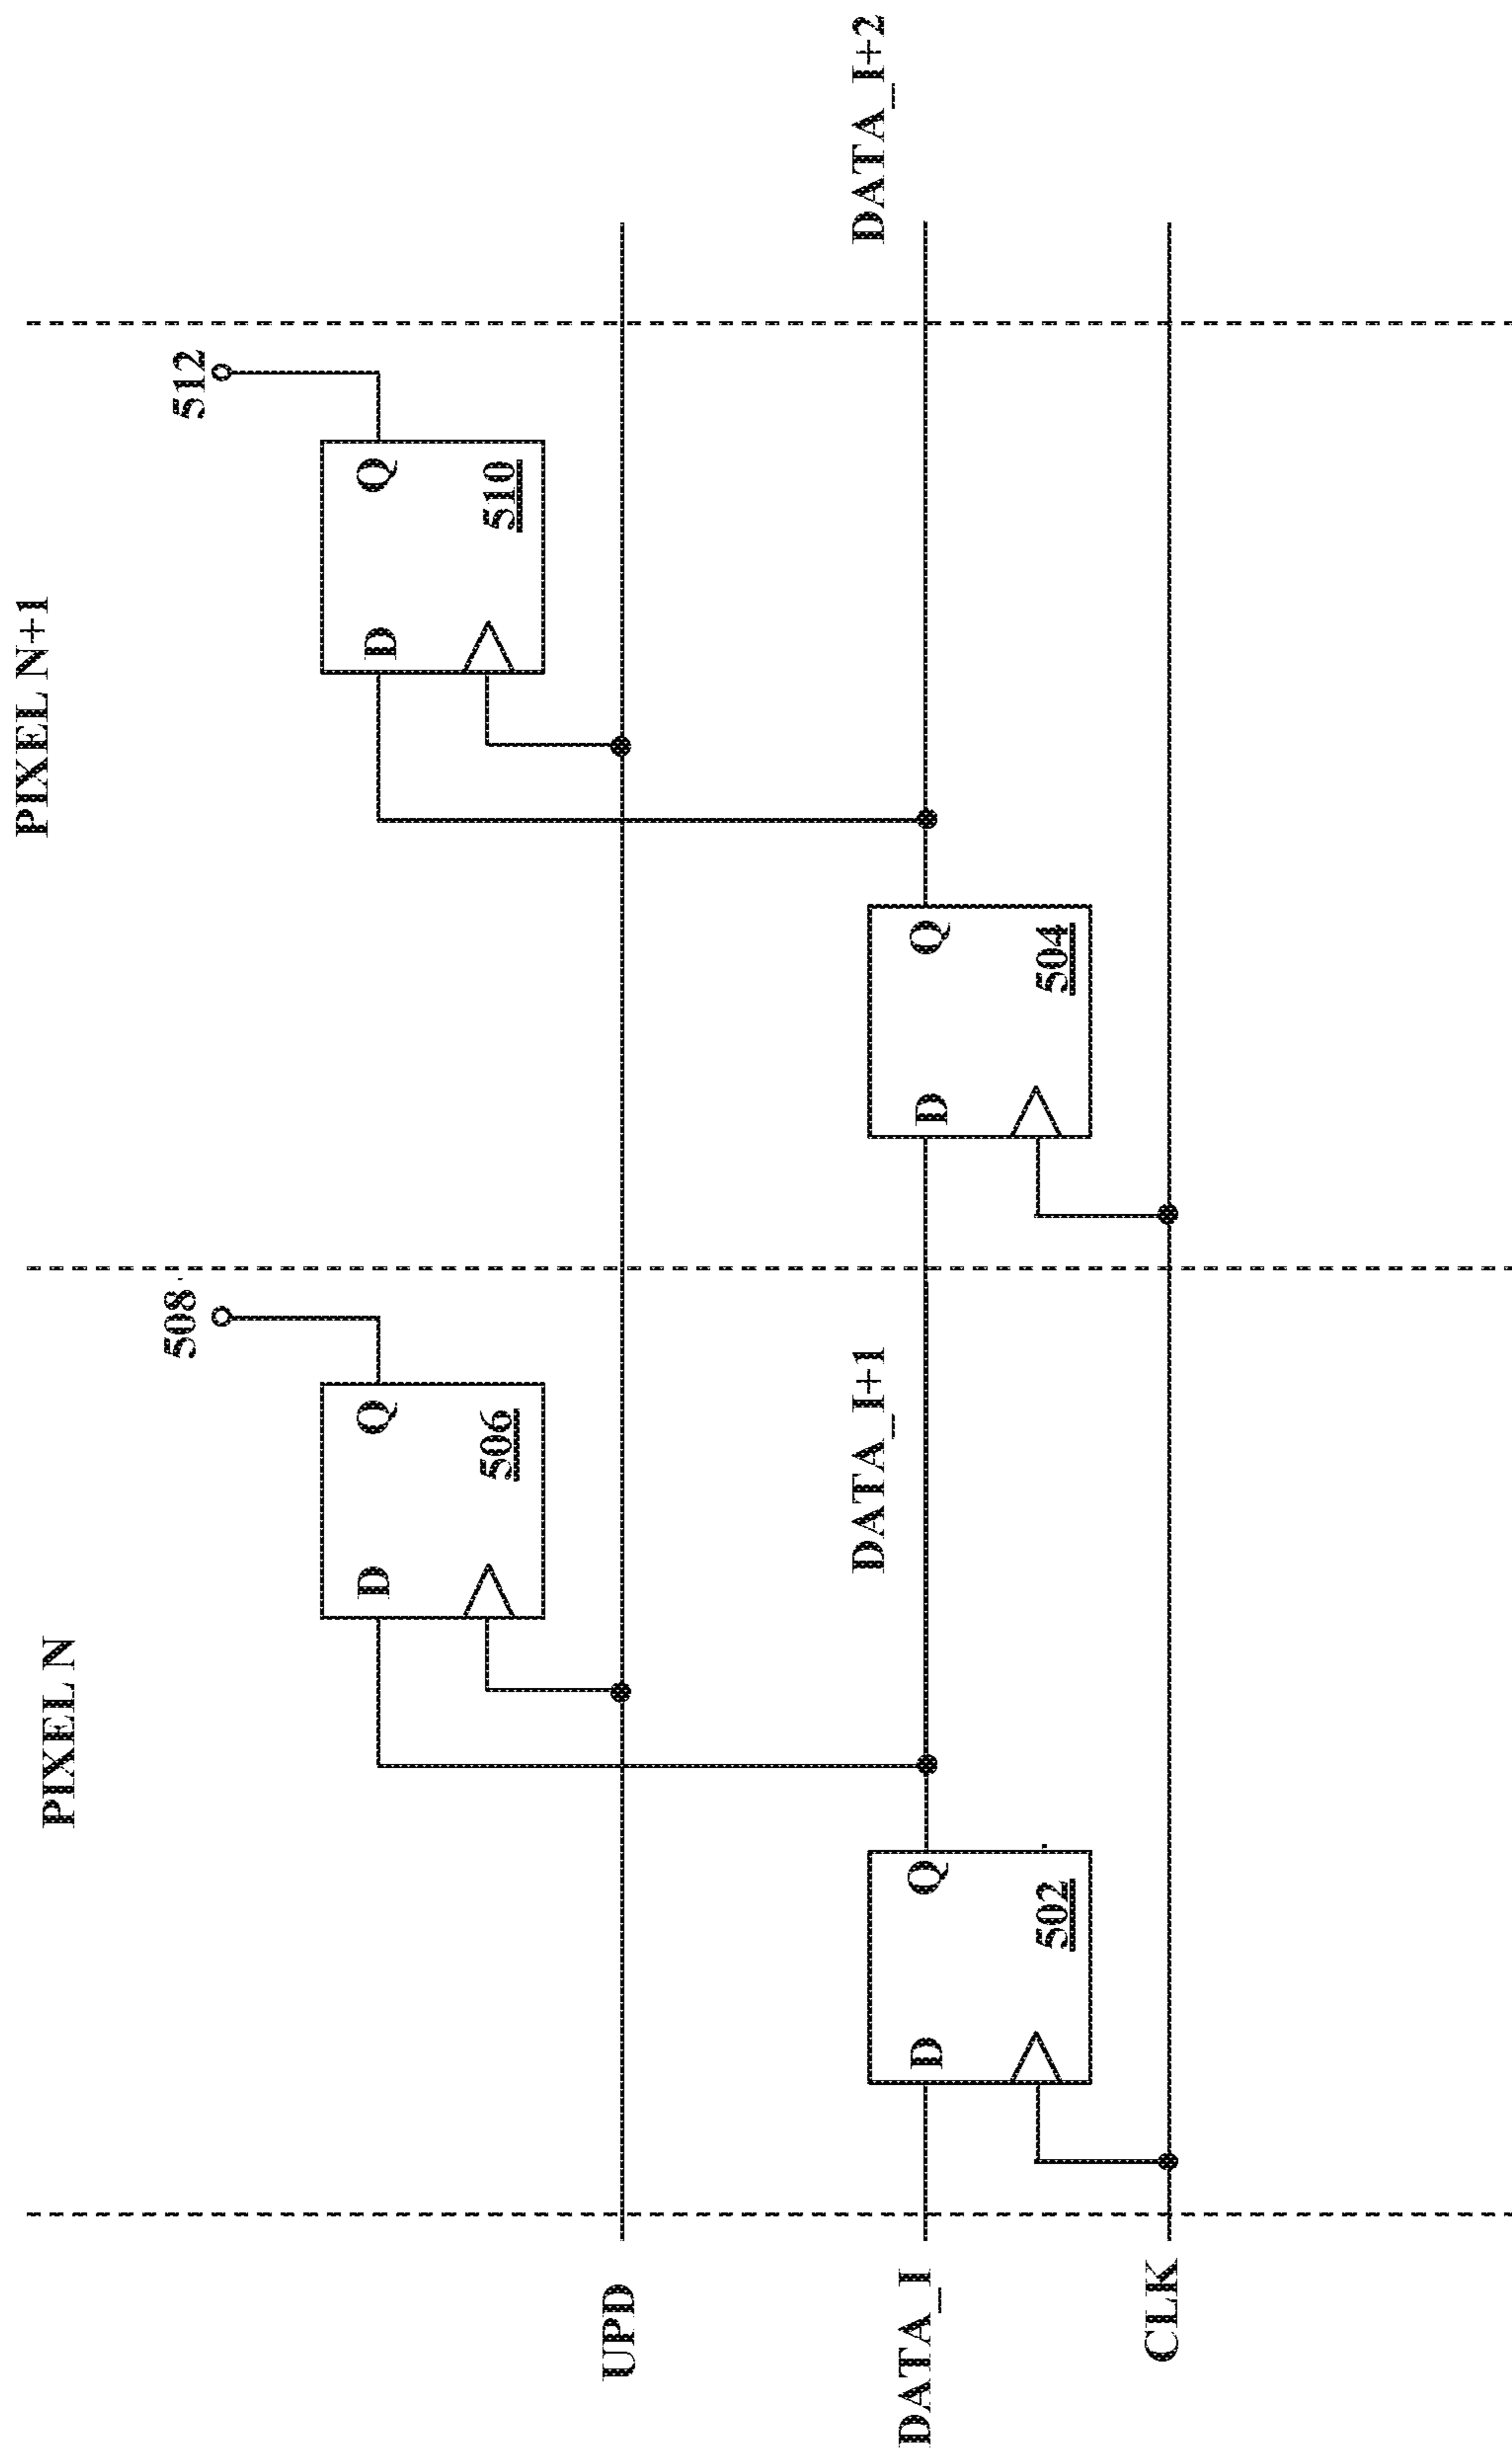 PIXEL N
PIXEL N+1
508
512
D
Q
506
D
Q
510
UPD
DATA_I+1
DATA_I+2
DATA_I
D
Q
502
D
Q
504
CLK